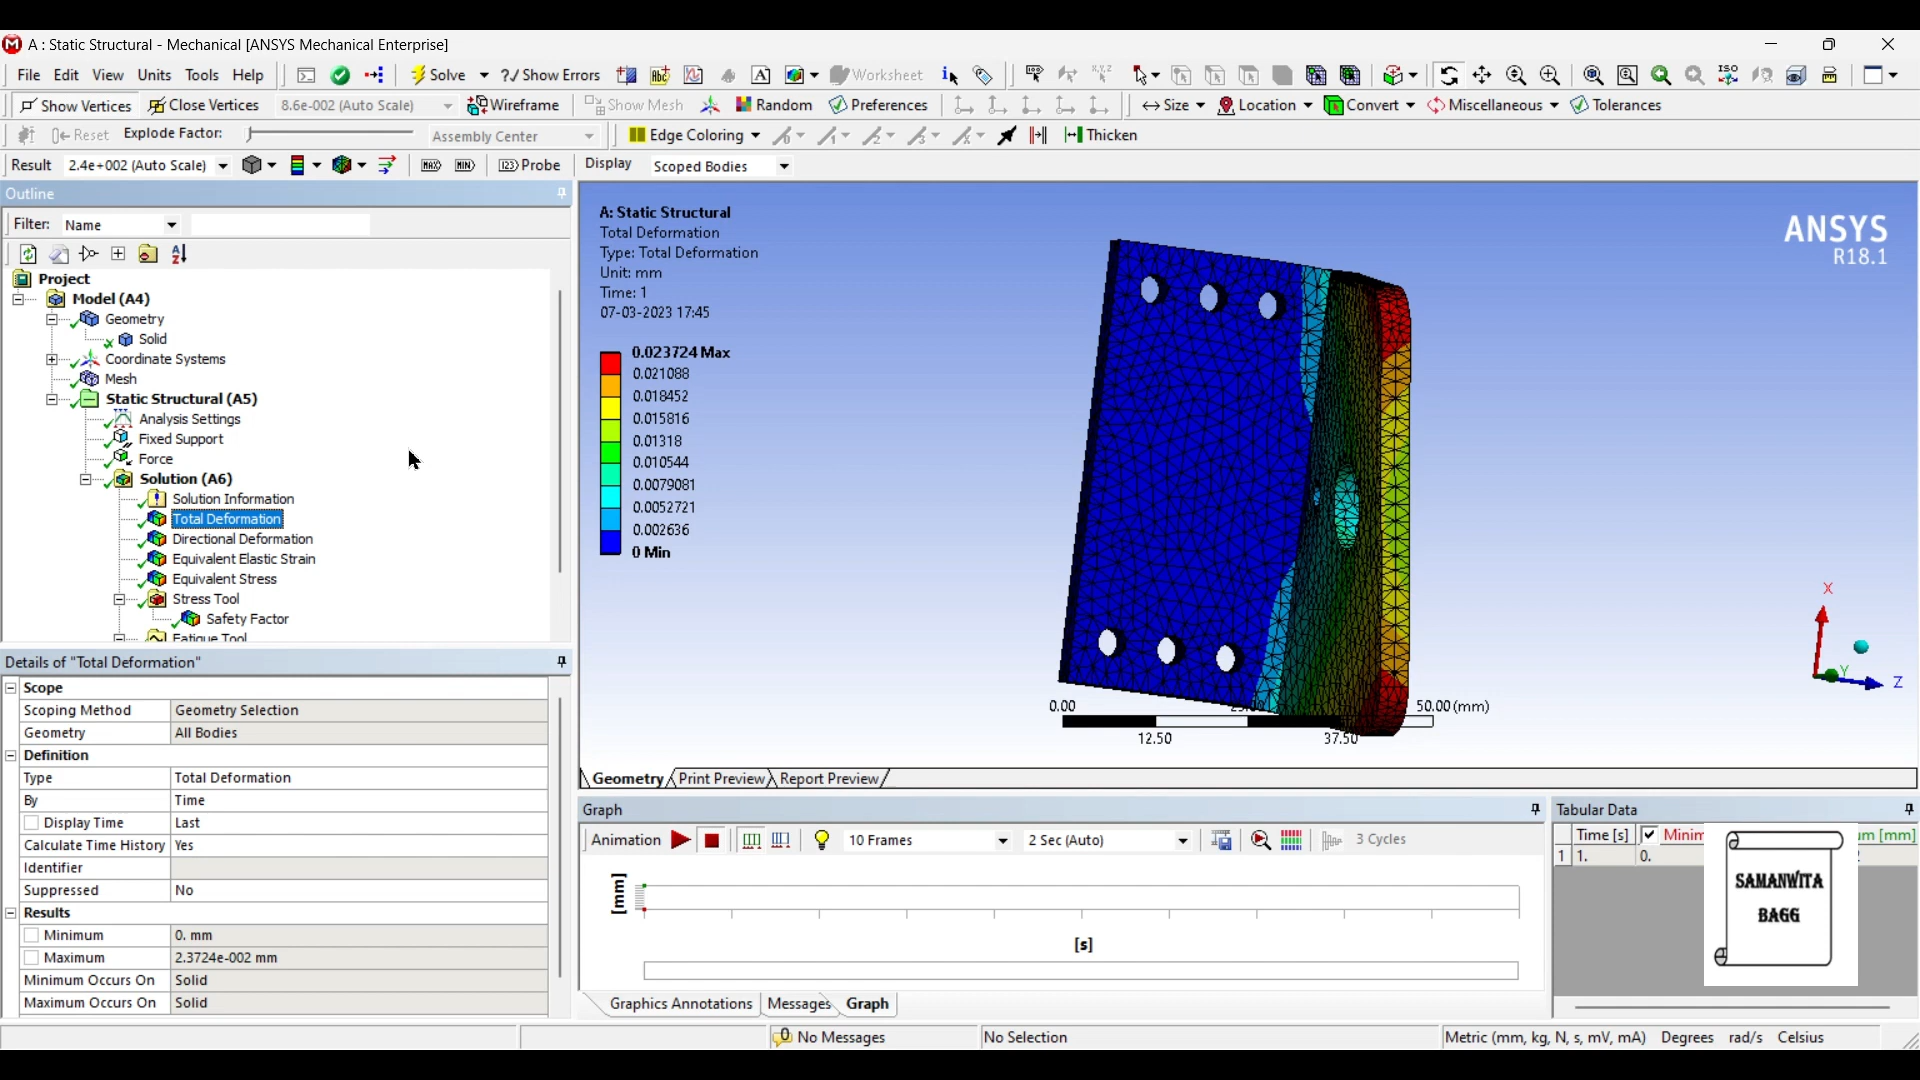 A : Static Structural - Mechanical [ANSYS Mechanical Enterprise]
File Edit View Units Tools Help Solve ?/ Show Errors Worksheet
Show Vertices Close Vertices 8.6e-002 (Auto Scale) Wireframe Show Mesh Random Preferences Size Location Convert Miscellaneous Tolerances
Reset Explode Factor: Assembly Center Edge Coloring Thicken
Result 2.4e+002 (Auto Scale) MAX MIN Probe Display Scoped Bodies
Outline
Filter: Name
Project
Model (A4)
Geometry
Solid
Coordinate Systems
Mesh
Static Structural (A5)
Analysis Settings
Fixed Support
Force
Solution (A6)
Solution Information
Total Deformation
Directional Deformation
Equivalent Elastic Strain
Equivalent Stress
Stress Tool
Safety Factor
Fatigue Tool
Details of "Total Deformation"
Scope
Scoping Method Geometry Selection
Geometry All Bodies
Definition
Type Total Deformation
By Time
Display Time Last
Calculate Time History Yes
Identifier
Suppressed No
Results
Minimum 0. mm
Maximum 2.3724e-002 mm
Minimum Occurs On Solid
Maximum Occurs On Solid
A: Static Structural
Total Deformation
Type: Total Deformation
Unit: mm
Time: 1
07-03-2023 17:45
0.023724 Max
0.021088
0.018452
0.015816
0.01318
0.010544
0.0079081
0.0052721
0.002636
0 Min
ANSYS
R18.1
X
Y
Z
0.00 50.00 (mm)
12.50 37.50
Geometry Print Preview Report Preview
Graph
Animation 10 Frames 2 Sec (Auto) 3 Cycles
[mm]
[s]
Graphics Annotations Messages Graph
Tabular Data
Time [s] Minim um [mm]
1 1. 0.
SAMANWITA
BAGG
No Messages No Selection Metric (mm, kg, N, s, mV, mA) Degrees rad/s Celsius